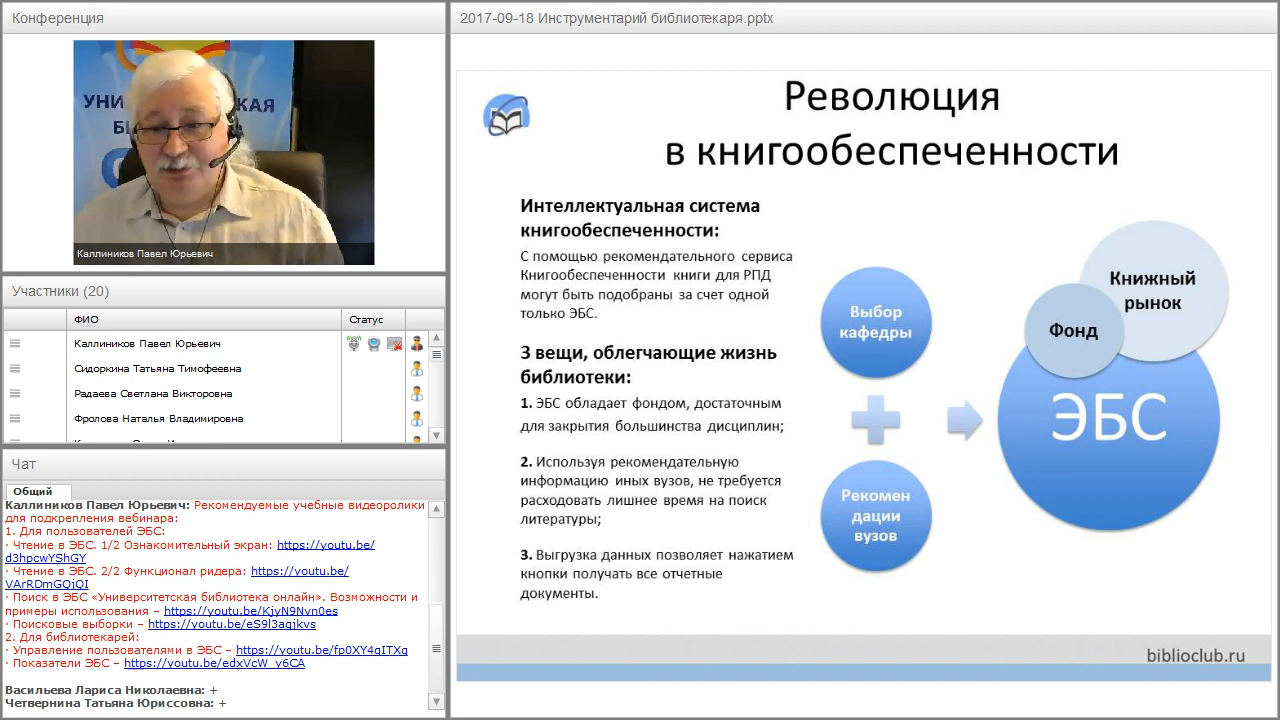 Конференция
УНИ
СКАЯ
Каллиников Павел Юрьевич
Участники (20)
ФИО
Статус
Каллиников Павел Юрьевич
Сидоркина Татьяна Тимофеевна
Радаева Светлана Викторовна
Фролова Наталья Владимировна
Чат
Общий
Каллиников Павел Юрьевич: Рекомендуемые учебные видеоролики
для подкрепления вебинара:
1. Для пользователей ЭБС:
· Чтение в ЭБС. 1/2 Ознакомительный экран: https://youtu.be/
d3hpcwYShGY
· Чтение в ЭБС. 2/2 Функционал ридера: https://youtu.be/
VArRDmGQjQI
· Поиск в ЭБС «Университетская библиотека онлайн». Возможности и
примеры использования – https://youtu.be/KjyN9Nvn0es
· Поисковые выборки – https://youtu.be/eS9l3aqjkvs
2. Для библиотекарей:
· Управление пользователями в ЭБС – https://youtu.be/fp0XY4qITXg
· Показатели ЭБС – https://youtu.be/edxVcW_y6CA
Васильева Лариса Николаевна: +
Четвернина Татьяна Юриссовна: +
2017-09-18 Инструментарий библиотекаря.pptx
Революция
в книгообеспеченности
Интеллектуальная система
книгообеспеченности:
С помощью рекомендательного сервиса
Книгообеспеченности книги для РПД
могут быть подобраны за счет одной
только ЭБС.
3 вещи, облегчающие жизнь
библиотеки:
1. ЭБС обладает фондом, достаточным
для закрытия большинства дисциплин;
2. Используя рекомендательную
информацию иных вузов, не требуется
расходовать лишнее время на поиск
литературы;
3. Выгрузка данных позволяет нажатием
кнопки получать все отчетные
документы.
Выбор
кафедры
Рекомен
дации
вузов
Книжный
рынок
Фонд
ЭБС
biblioclub.ru